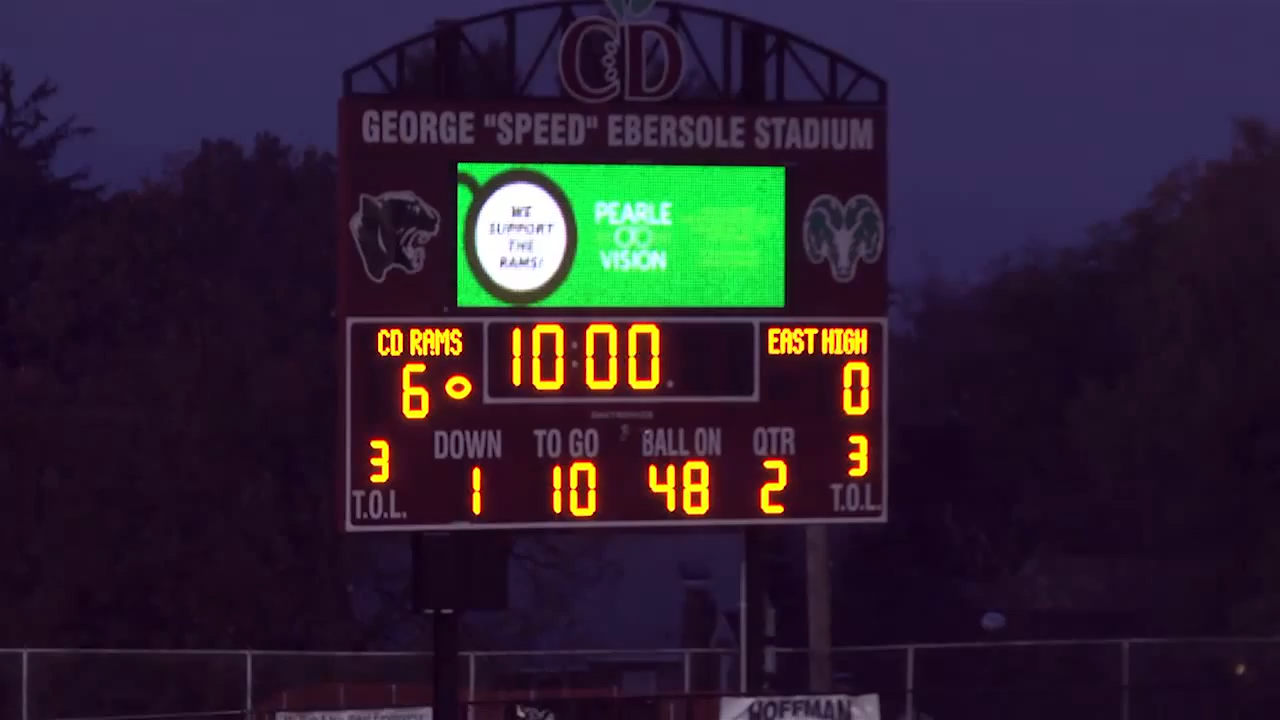 CD
GEORGE "SPEED" EBERSOLE STADIUM
WE
SUPPORT
THE
RAMS!
PEARLE
VISION
CD RAMS
10:00
EAST HIGH
6
0
DAKTRONICS
DOWN
TO GO
BALL ON
QTR
3
1
10
48
2
3
T.O.L.
T.O.L.
HOFFMAN